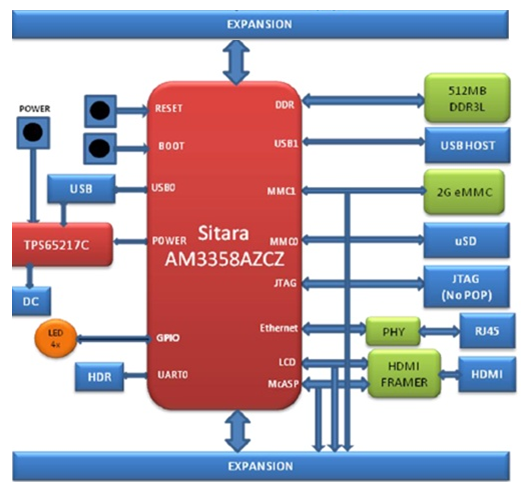 EXPANSION
RESET
DDR
512MB
DDR3L
POWER
BOOT
USB1
USB HOST
USB
USB0
MMC1
2G eMMC
TPS65217C
POWER
Sitara
AM3358AZCZ
MMC0
uSD
JTAG
JTAG
(No POP)
DC
LED
4x
GPIO
Ethernet
PHY
RJ45
HDR
UART0
LCD
McASP
HDMI
FRAMER
HDMI
EXPANSION